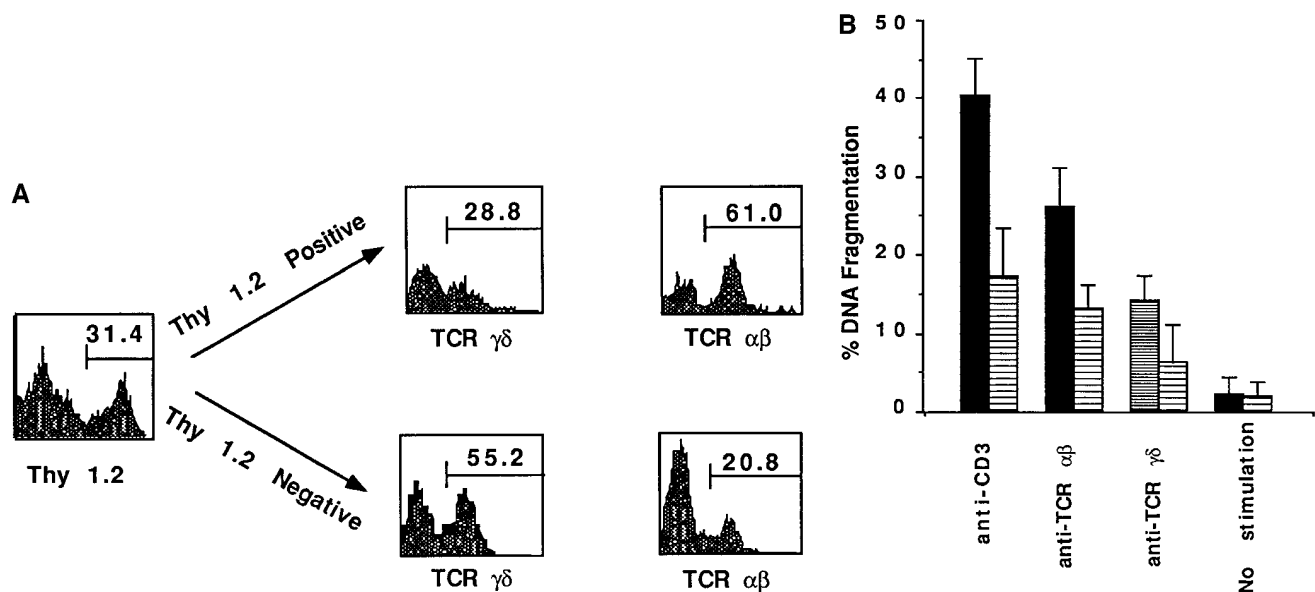 A
31.4
Thy 1.2
Thy 1.2 Positive
Thy 1.2 Negative
28.8
TCR γδ
61.0
TCR αβ
55.2
TCR γδ
20.8
TCR αβ
B
% DNA Fragmentation
50
40
30
20
10
0
anti-CD3
anti-TCR αβ
anti-TCR γδ
No stimulation